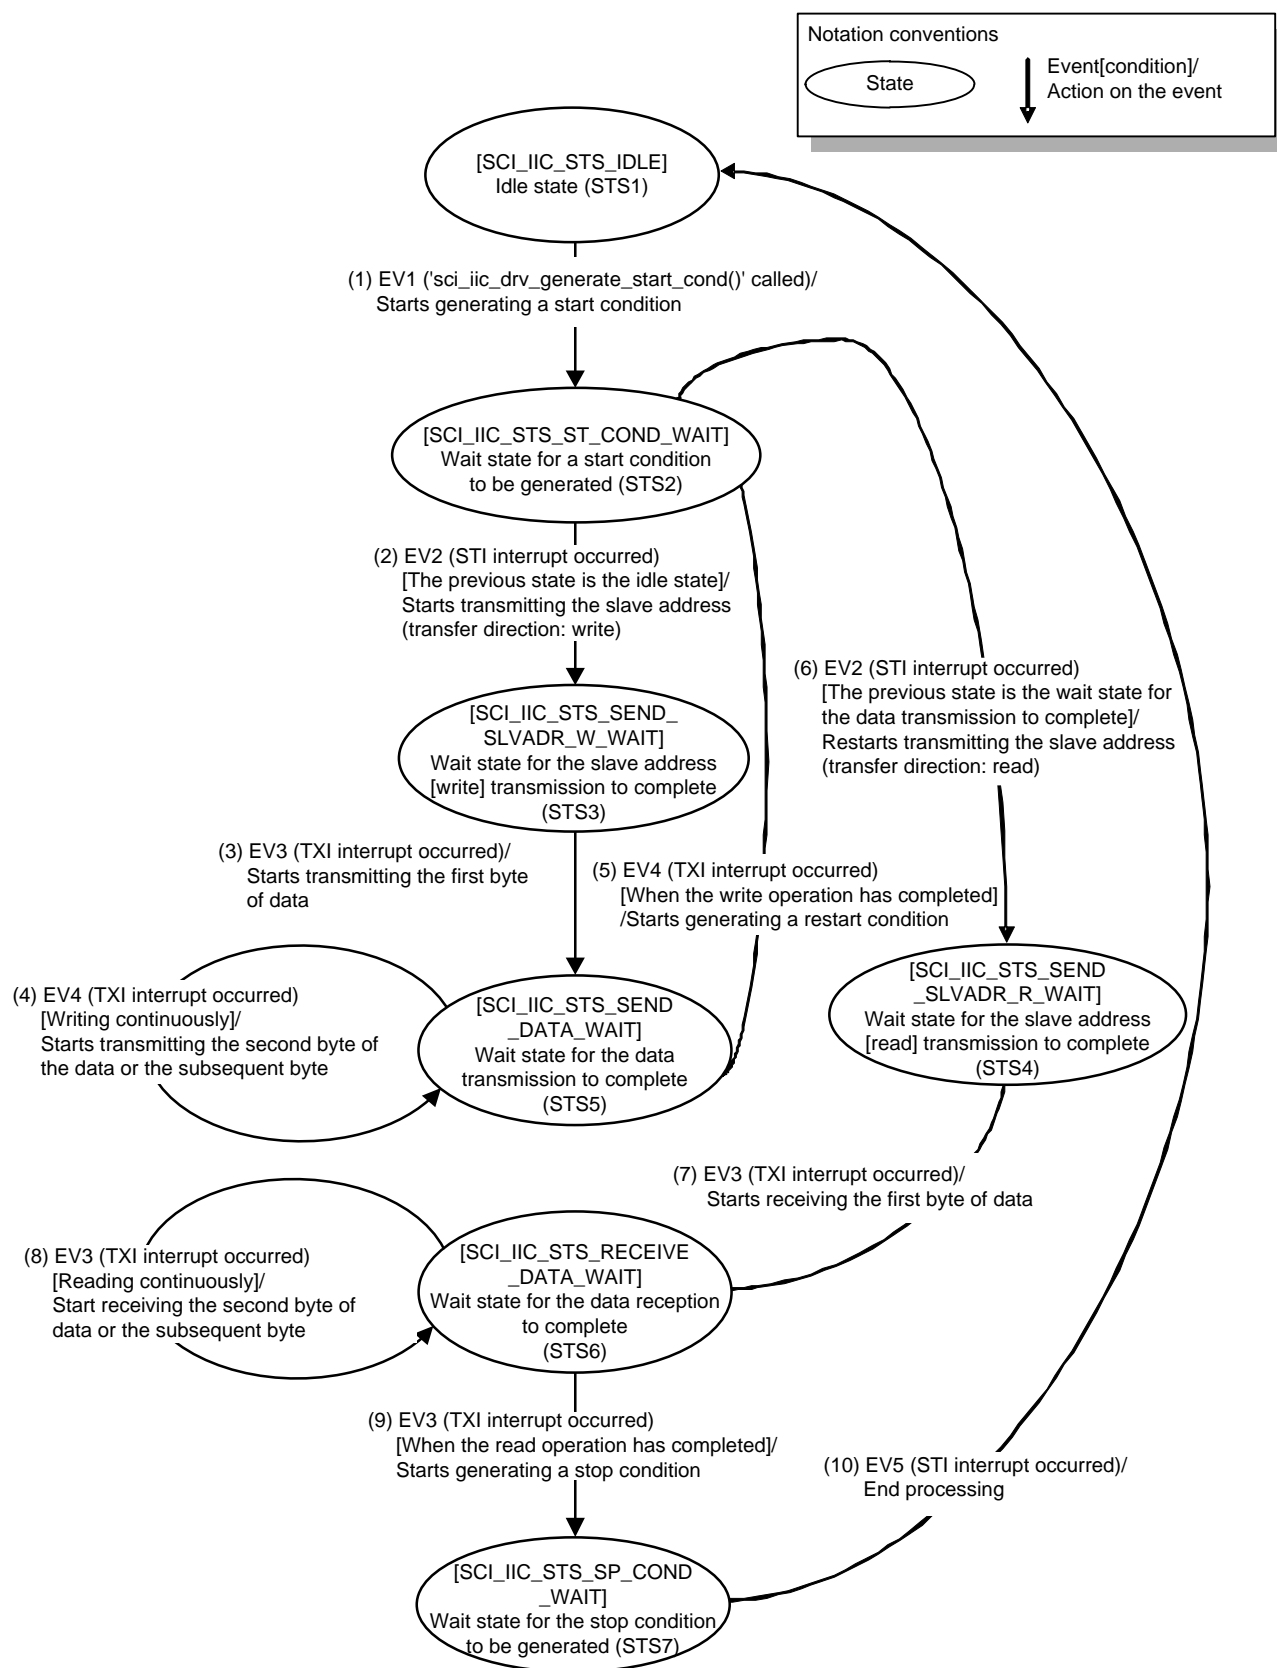 Notation conventions
State
Event[condition]/
Action on the event
[SCI_IIC_STS_IDLE]
Idle state (STS1)
(1) EV1 ('sci_iic_drv_generate_start_cond()' called)/
Starts generating a start condition
[SCI_IIC_STS_ST_COND_WAIT]
Wait state for a start condition
to be generated (STS2)
(2) EV2 (STI interrupt occurred)
[The previous state is the idle state]/
Starts transmitting the slave address
(transfer direction: write)
(6) EV2 (STI interrupt occurred)
[The previous state is the wait state for
the data transmission to complete]/
Restarts transmitting the slave address
(transfer direction: read)
[SCI_IIC_STS_SEND_
SLVADR_W_WAIT]
Wait state for the slave address
[write] transmission to complete
(STS3)
(3) EV3 (TXI interrupt occurred)/
Starts transmitting the first byte
of data
(5) EV4 (TXI interrupt occurred)
[When the write operation has completed]
/Starts generating a restart condition
(4) EV4 (TXI interrupt occurred)
[Writing continuously]/
Starts transmitting the second byte of
the data or the subsequent byte
[SCI_IIC_STS_SEND
_DATA_WAIT]
Wait state for the data
transmission to complete
(STS5)
[SCI_IIC_STS_SEND
_SLVADR_R_WAIT]
Wait state for the slave address
[read] transmission to complete
(STS4)
(7) EV3 (TXI interrupt occurred)/
Starts receiving the first byte of data
(8) EV3 (TXI interrupt occurred)
[Reading continuously]/
Start receiving the second byte of
data or the subsequent byte
[SCI_IIC_STS_RECEIVE
_DATA_WAIT]
Wait state for the data reception
to complete
(STS6)
(9) EV3 (TXI interrupt occurred)
[When the read operation has completed]/
Starts generating a stop condition
(10) EV5 (STI interrupt occurred)/
End processing
[SCI_IIC_STS_SP_COND
_WAIT]
Wait state for the stop condition
to be generated (STS7)